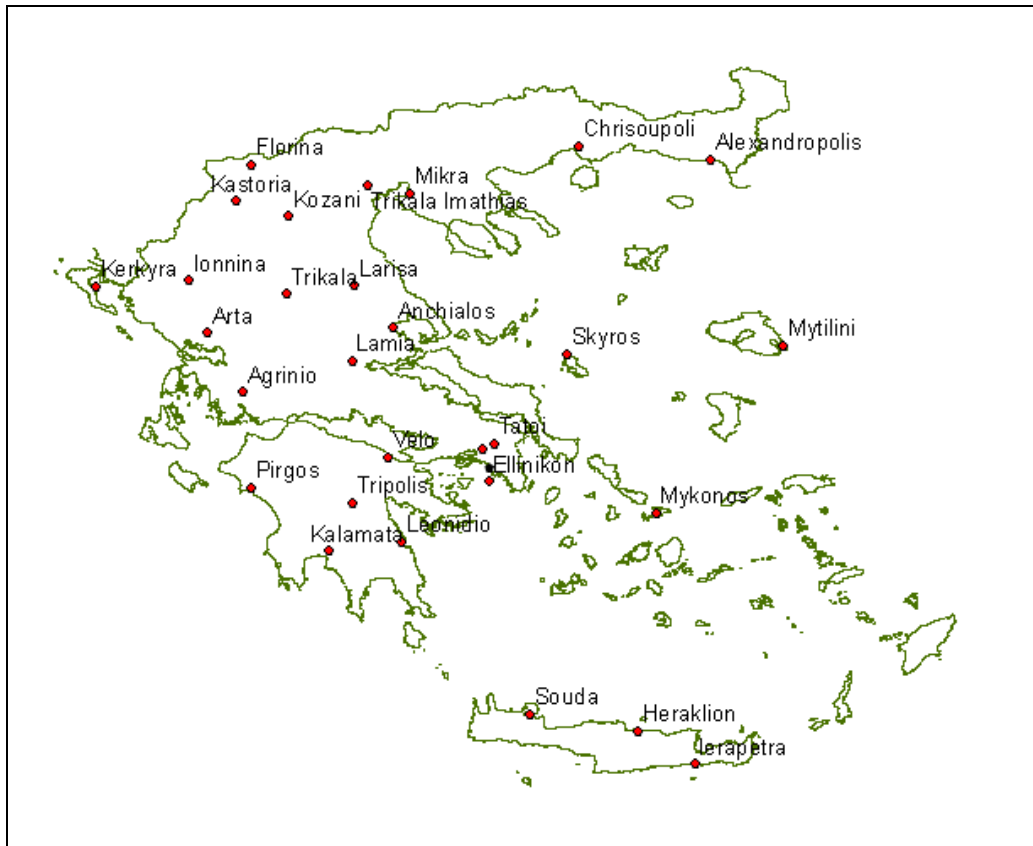 Chrisoupoli
Alexandropolis
Florina
Mikra
Kastoria
Kozani
Trikala Imathias
Kerkyra
Ionnina
Trikala
Larisa
Arta
Anchialos
Mytilini
Skyros
Lamia
Agrinio
Tatoi
Velo
Ellinikon
Pirgos
Tripolis
Mykonos
Kalamata
Leonidio
Souda
Heraklion
Ierapetra